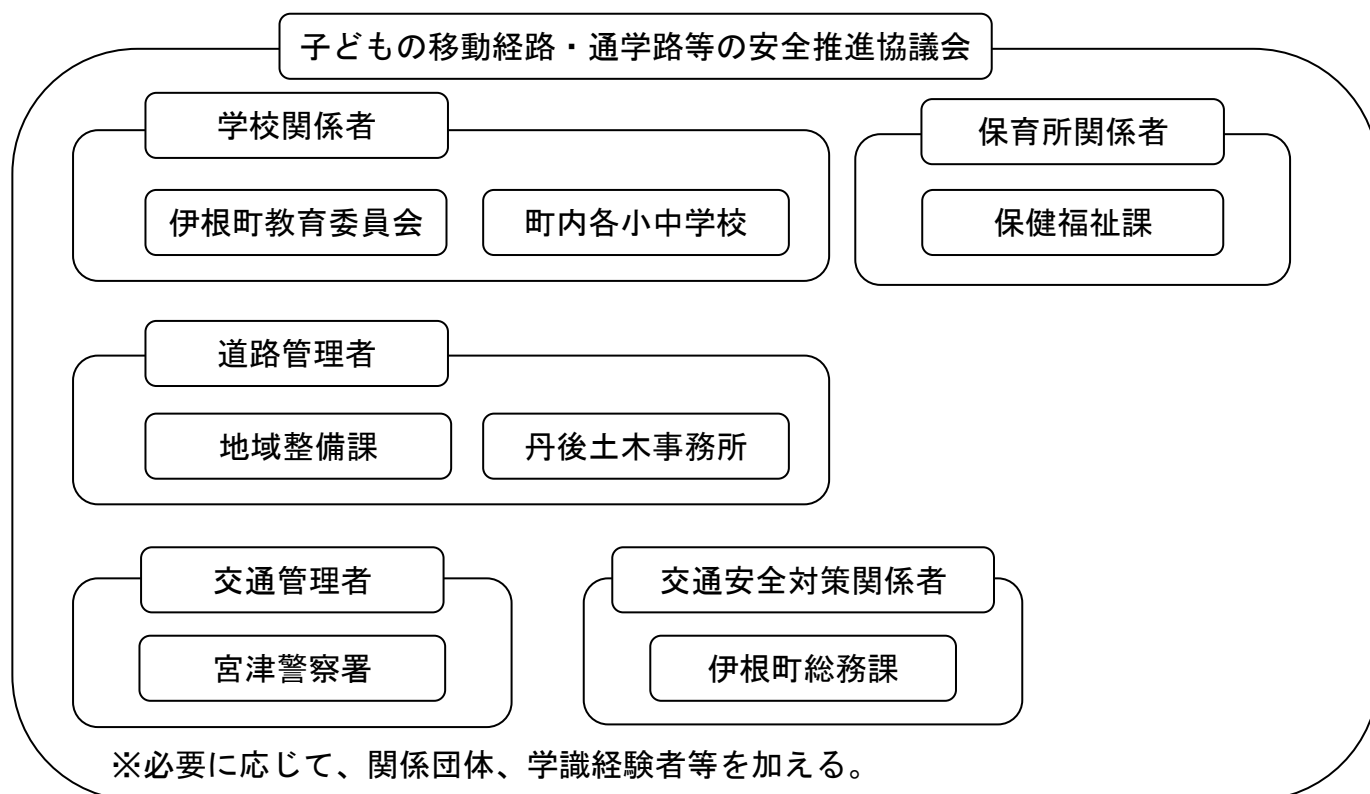 子どもの移動経路・通学路等の安全推進協議会
学校関係者
伊根町教育委員会
町内各小中学校
保育所関係者
保健福祉課
道路管理者
地域整備課
丹後土木事務所
交通管理者
宮津警察署
交通安全対策関係者
伊根町総務課
※必要に応じて、関係団体、学識経験者等を加える。